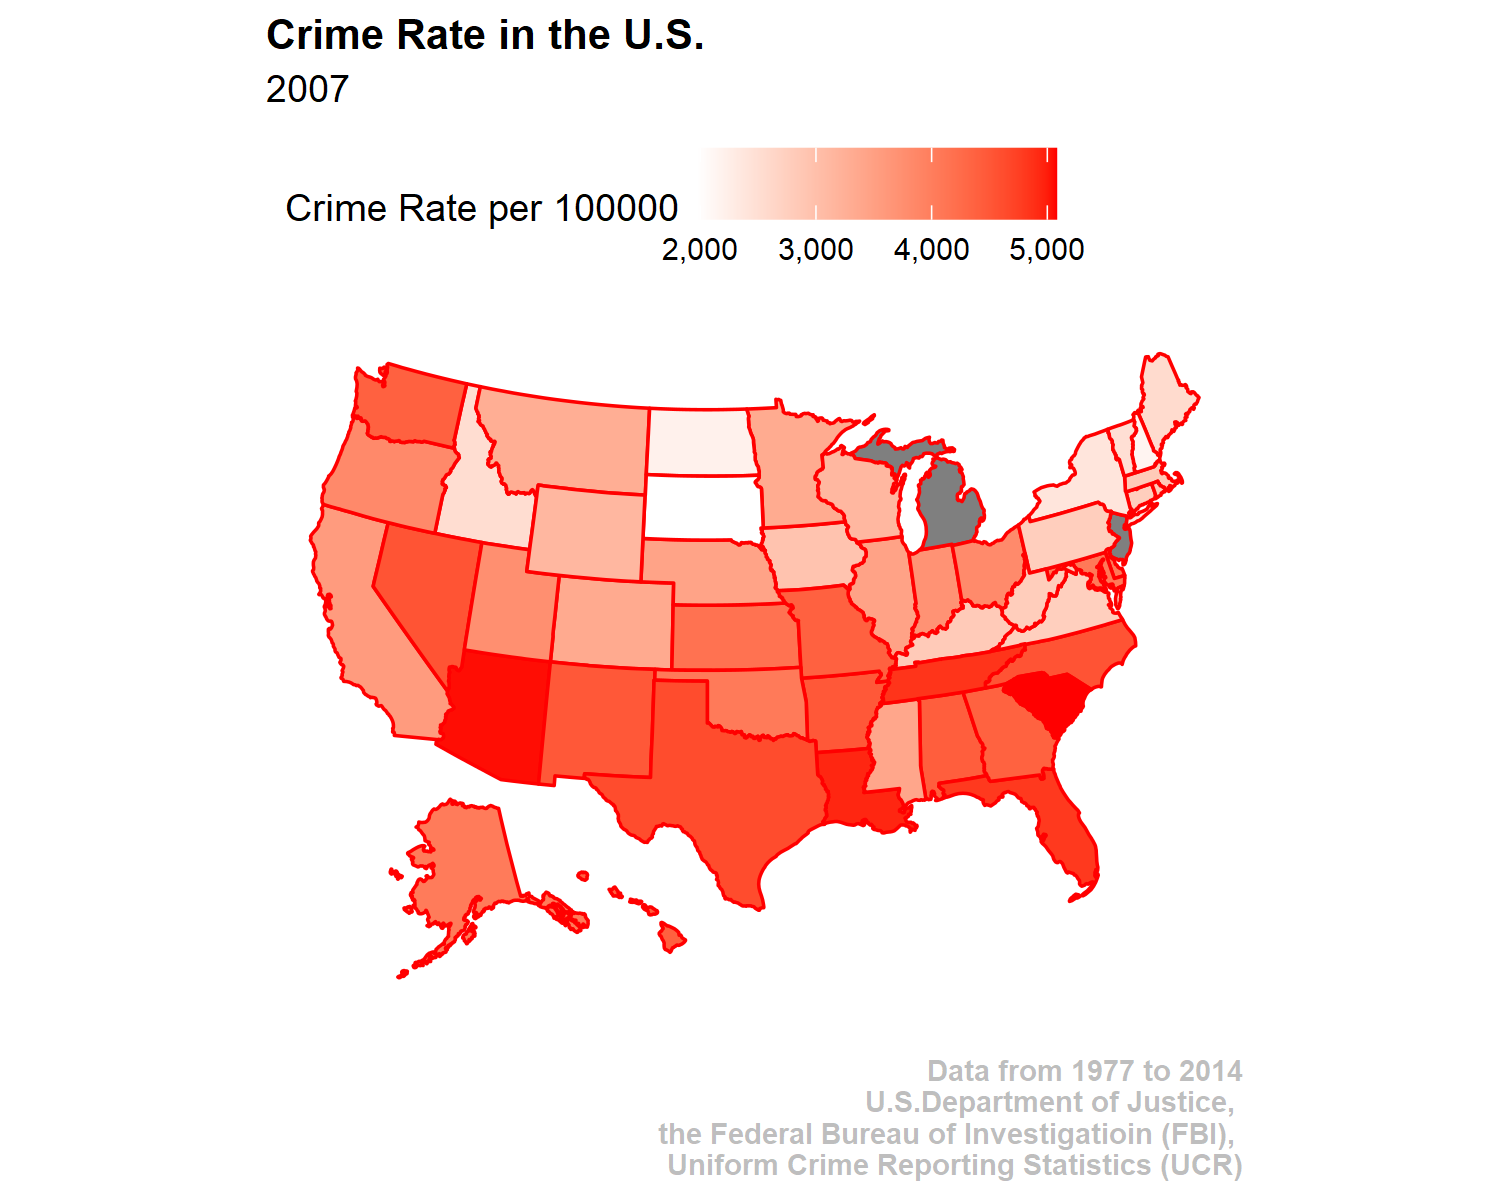 Crime Rate in the U.S.
2007
Crime Rate per 100000
2,000 3,000 4,000 5,000
Data from 1977 to 2014
U.S.Department of Justice,
the Federal Bureau of Investigatioin (FBI),
Uniform Crime Reporting Statistics (UCR)